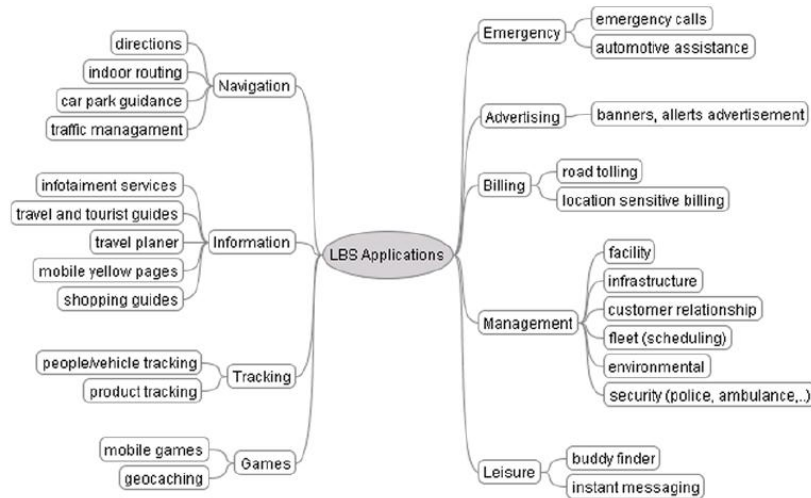 directions
indoor routing
car park guidance
traffic managament
Navigation
infotaiment services
travel and tourist guides
travel planer
mobile yellow pages
shopping guides
Information
people/vehicle tracking
product tracking
Tracking
mobile games
geocaching
Games
LBS Applications
Emergency
emergency calls
automotive assistance
Advertising
banners, allerts advertisement
Billing
road tolling
location sensitive billing
Management
facility
infrastructure
customer relationship
fleet (scheduling)
environmental
security (police, ambulance,..)
Leisure
buddy finder
instant messaging